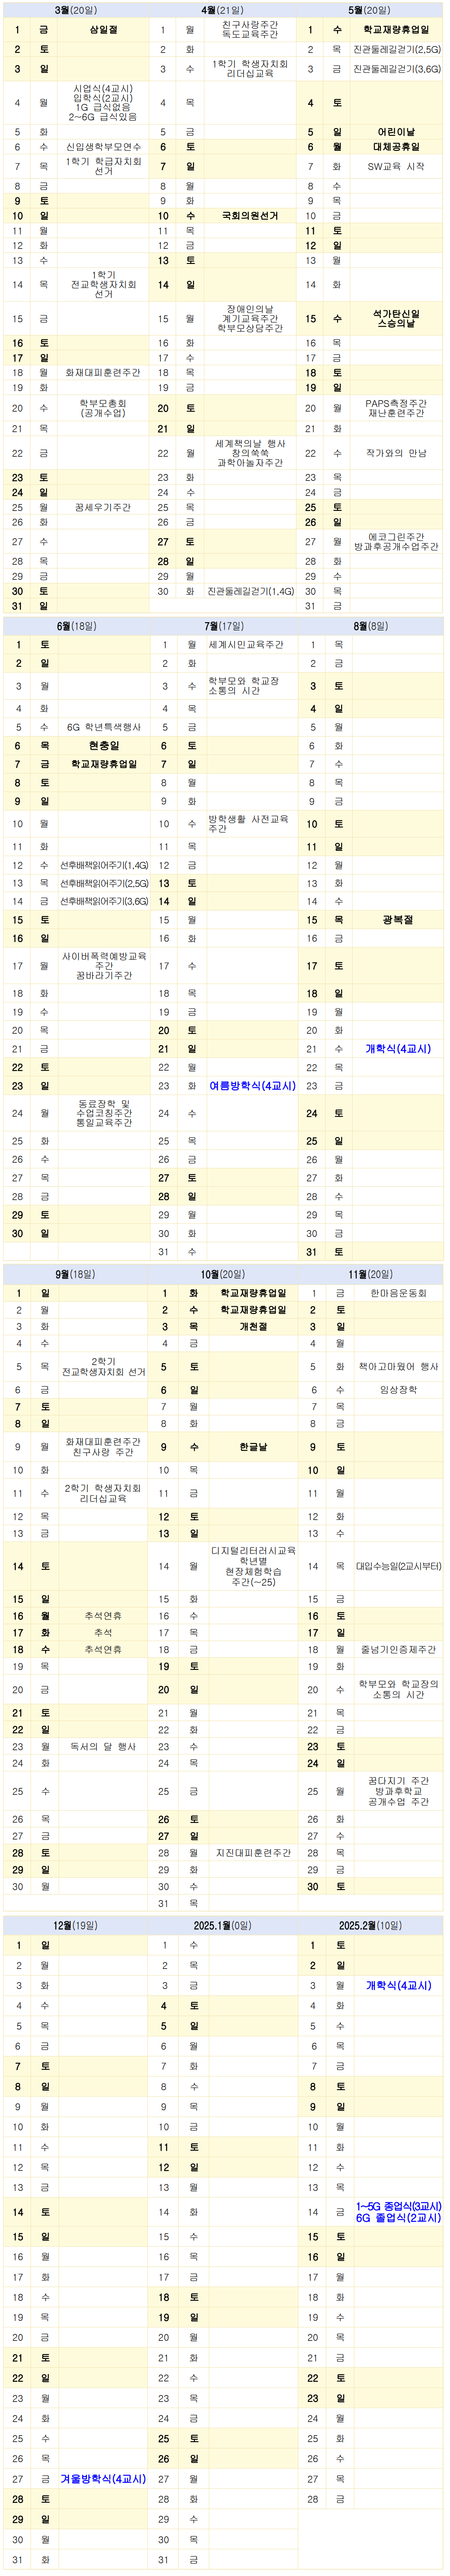 3월(20일)
1 금 삼일절
2 토
3 일
4 월 시업식(4교시)
입학식(2교시)
1G 급식없음
2~6G 급식있음
5 화
6 수 신입생학부모연수
7 목 1학기 학급자치회
선거
8 금
9 토
10 일
11 월
12 화
13 수
14 목 1학기
전교학생자치회
선거
15 금
16 토
17 일
18 월 화재대피훈련주간
19 화
20 수 학부모총회
(공개수업)
21 목
22 금
23 토
24 일
25 월 꿈세우기주간
26 화
27 수
28 목
29 금
30 토
31 일
4월(21일)
1 월 친구사랑주간
독도교육주간
2 화
3 수 1학기 학생자치회
리더십교육
4 목
5 금
6 토
7 일
8 월
9 화
10 수 국회의원선거
11 목
12 금
13 토
14 일
15 월 장애인의날
계기교육주간
학부모상담주간
16 화
17 수
18 목
19 금
20 토
21 일
22 월 세계책의날 행사
창의쑥쑥
과학아놀자주간
23 화
24 수
25 목
26 금
27 토
28 일
29 월
30 화 진관둘레길걷기(1,4G)
5월(20일)
1 수 학교재량휴업일
2 목 진관둘레길걷기(2,5G)
3 금 진관둘레길걷기(3,6G)
4 토
5 일 어린이날
6 월 대체공휴일
7 화 SW교육 시작
8 수
9 목
10 금
11 토
12 일
13 월
14 화
15 수 석가탄신일
스승의날
16 목
17 금
18 토
19 일
20 월 PAPS측정주간
재난훈련주간
21 화
22 수 작가와의 만남
23 목
24 금
25 토
26 일
27 월 에코그린주간
방과후공개수업주간
28 화
29 수
30 목
31 금
6월(18일)
1 토
2 일
3 월
4 화
5 수 6G 학년특색행사
6 목 현충일
7 금 학교재량휴업일
8 토
9 일
10 월
11 화
12 수 선후배책읽어주기(1,4G)
13 목 선후배책읽어주기(2,5G)
14 금 선후배책읽어주기(3,6G)
15 토
16 일
17 월 사이버폭력예방교육
주간
꿈바라기주간
18 화
19 수
20 목
21 금
22 토
23 일
24 월 동료장학 및
수업코칭주간
통일교육주간
25 화
26 수
27 목
28 금
29 토
30 일
7월(17일)
1 월 세계시민교육주간
2 화
3 수 학부모와 학교장
소통의 시간
4 목
5 금
6 토
7 일
8 월
9 화
10 수 방학생활 사전교육
주간
11 목
12 금
13 토
14 일
15 월
16 화
17 수
18 목
19 금
20 토
21 일
22 월
23 화 여름방학식(4교시)
24 수
25 목
26 금
27 토
28 일
29 월
30 화
31 수
8월(8일)
1 목
2 금
3 토
4 일
5 월
6 화
7 수
8 목
9 금
10 토
11 일
12 월
13 화
14 수
15 목 광복절
16 금
17 토
18 일
19 월
20 화
21 수 개학식(4교시)
22 목
23 금
24 토
25 일
26 월
27 화
28 수
29 목
30 금
31 토
9월(18일)
1 일
2 월
3 화
4 수
5 목 2학기
전교학생자치회 선거
6 금
7 토
8 일
9 월 화재대피훈련주간
친구사랑 주간
10 화
11 수 2학기 학생자치회
리더십교육
12 목
13 금
14 토
15 일
16 월 추석연휴
17 화 추석
18 수 추석연휴
19 목
20 금
21 토
22 일
23 월 독서의 달 행사
24 화
25 수
26 목
27 금
28 토
29 일
30 월
10월(20일)
1 화 학교재량휴업일
2 수 학교재량휴업일
3 목 개천절
4 금
5 토
6 일
7 월
8 화
9 수 한글날
10 목
11 금
12 토
13 일
14 월 디지털리터러시교육
학년별
현장체험학습
주간(~25)
15 화
16 수
17 목
18 금
19 토
20 일
21 월
22 화
23 수
24 목
25 금
26 토
27 일
28 월 지진대피훈련주간
29 화
30 수
31 목
11월(20일)
1 금 한마음운동회
2 토
3 일
4 월
5 화 책아고마웠어 행사
6 수 임상장학
7 목
8 금
9 토
10 일
11 월
12 화
13 수
14 목 대입수능일(2교시부터)
15 금
16 토
17 일
18 월 줄넘기인증제주간
19 화
20 수 학부모와 학교장의
소통의 시간
21 목
22 금
23 토
24 일
25 월 꿈다지기 주간
방과후학교
공개수업 주간
26 화
27 수
28 목
29 금
30 토
12월(19일)
1 일
2 월
3 화
4 수
5 목
6 금
7 토
8 일
9 월
10 화
11 수
12 목
13 금
14 토
15 일
16 월
17 화
18 수
19 목
20 금
21 토
22 일
23 월
24 화
25 수
26 목
27 금 겨울방학식(4교시)
28 토
29 일
30 월
31 화
2025.1월(0일)
1 수
2 목
3 금
4 토
5 일
6 월
7 화
8 수
9 목
10 금
11 토
12 일
13 월
14 화
15 수
16 목
17 금
18 토
19 일
20 월
21 화
22 수
23 목
24 금
25 토
26 일
27 월
28 화
29 수
30 목
31 금
2025.2월(10일)
1 토
2 일
3 월 개학식(4교시)
4 화
5 수
6 목
7 금
8 토
9 일
10 월
11 화
12 수
13 목
14 금 1~5G 종업식(3교시)
6G 졸업식(2교시)
15 토
16 일
17 월
18 화
19 수
20 목
21 금
22 토
23 일
24 월
25 화
26 수
27 목
28 금